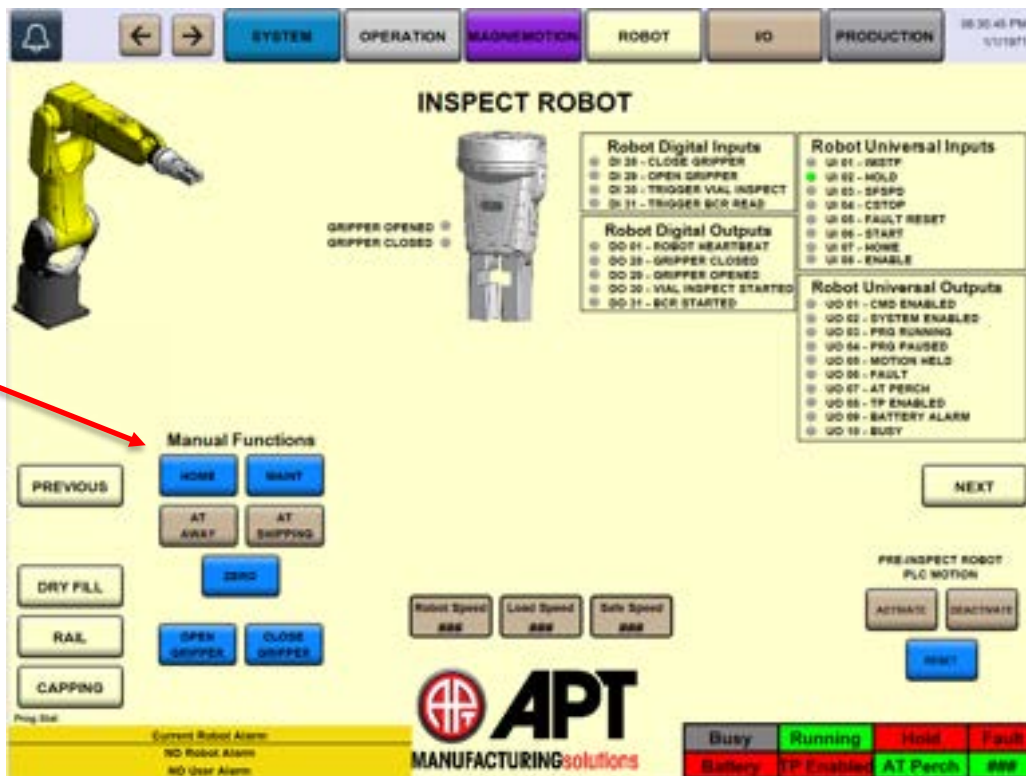 SYSTEM
OPERATION
MAGNEMOTION
ROBOT
I/O
PRODUCTION
1/1/1971
INSPECT ROBOT
GRIPPER OPENED
GRIPPER CLOSED
Robot Digital Inputs
DI 28 - CLOSE GRIPPER
DI 29 - OPEN GRIPPER
DI 30 - TRIGGER VIAL INSPECT
DI 31 - TRIGGER BCR READ
Robot Digital Outputs
DO 01 - ROBOT HEARTBEAT
DO 28 - GRIPPER CLOSED
DO 29 - GRIPPER OPENED
DO 30 - VIAL INSPECT STARTED
DO 31 - BCR STARTED
Robot Universal Inputs
UI 01 - IMSTP
UI 02 - HOLD
UI 03 - SFSPD
UI 04 - CSTOP
UI 05 - FAULT RESET
UI 06 - START
UI 07 - HOME
UI 08 - ENABLE
Robot Universal Outputs
UO 01 - CMD ENABLED
UO 02 - SYSTEM ENABLED
UO 03 - PRG RUNNING
UO 04 - PRG PAUSED
UO 05 - MOTION HELD
UO 06 - FAULT
UO 07 - AT PERCH
UO 08 - TP ENABLED
UO 09 - BATTERY ALARM
UO 10 - BUSY
Manual Functions
HOME
MAINT
AT AWAY
AT SHIPPING
ZERO
OPEN GRIPPER
CLOSE GRIPPER
PREVIOUS
NEXT
DRY FILL
RAIL
CAPPING
Robot Speed
###
Load Speed
###
Safe Speed
###
PRE-INSPECT ROBOT
PLC MOTION
ACTIVATE
DEACTIVATE
RESET
Prog Stat
Current Robot Alarm
NO Robot Alarm
NO User Alarm
APT
APT
MANUFACTURINGsolutions
Busy
Running
Hold
Fault
Battery
TP Enabled
AT Perch
###